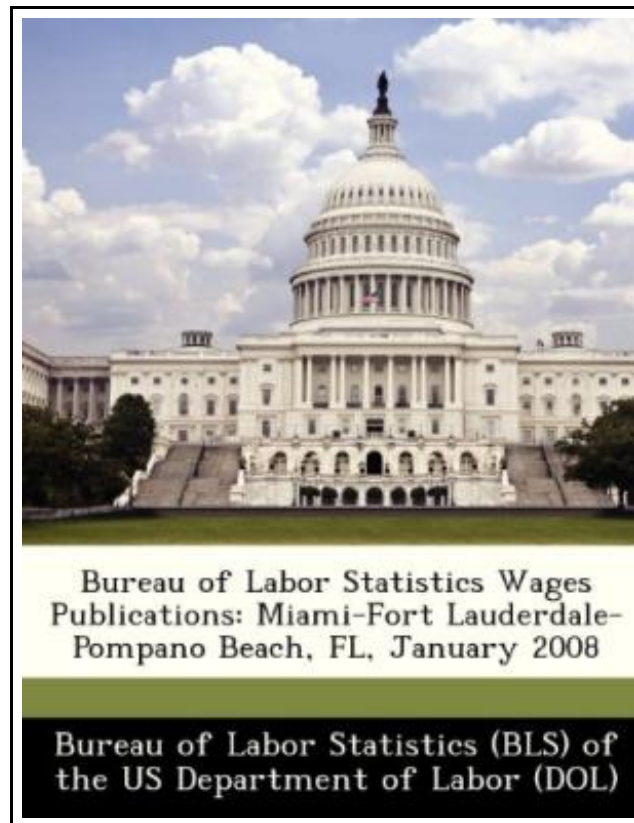 Bureau of Labor Statistics Wages
Publications: Miami-Fort Lauderdale-
Pompano Beach, FL, January 2008
Bureau of Labor Statistics (BLS) of
the US Department of Labor (DOL)